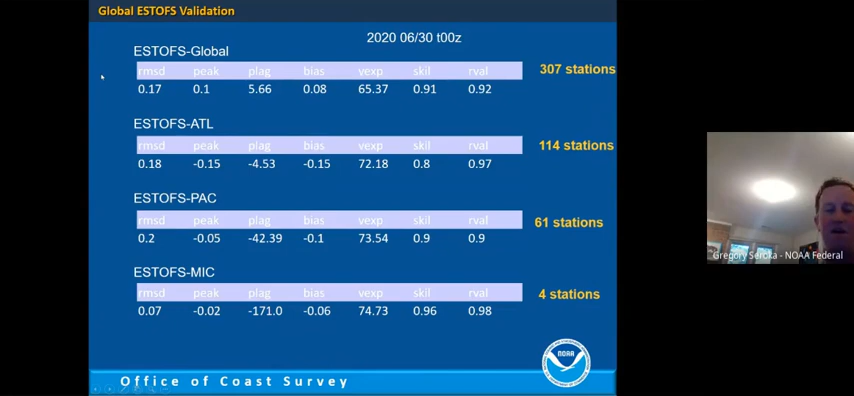 Global ESTOFS Validation
2020 06/30 t00z
ESTOFS-Global
rmsd peak plag bias vexp skil rval
307 stations
0.17 0.1 5.66 0.08 65.37 0.91 0.92
ESTOFS-ATL
rmsd peak plag bias vexp skil rval
114 stations
0.18 -0.15 -4.53 -0.15 72.18 0.8 0.97
ESTOFS-PAC
rmsd peak plag bias vexp skil rval
61 stations
0.2 -0.05 -42.39 -0.1 73.54 0.9 0.9
ESTOFS-MIC
rmsd peak plag bias vexp skil rval
4 stations
0.07 -0.02 -171.0 -0.06 74.73 0.96 0.98
NOAA
Office of Coast Survey
Gregory Seroka - NOAA Federal